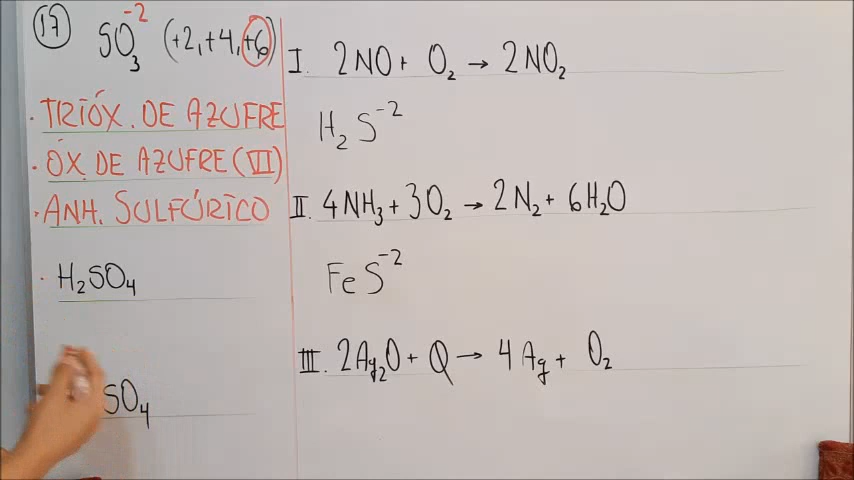 17 SO₃⁻² (+2,+4,+6)
· TRIÓX. DE AZUFRE
· ÓX. DE AZUFRE (VI)
· ANH. SULFÚRICO
· H₂SO₄
SO₄
I. 2NO + O₂ → 2NO₂
H₂S⁻²
II. 4NH₃ + 3O₂ → 2N₂ + 6H₂O
FeS⁻²
III. 2Ag₂O + Q → 4Ag + O₂